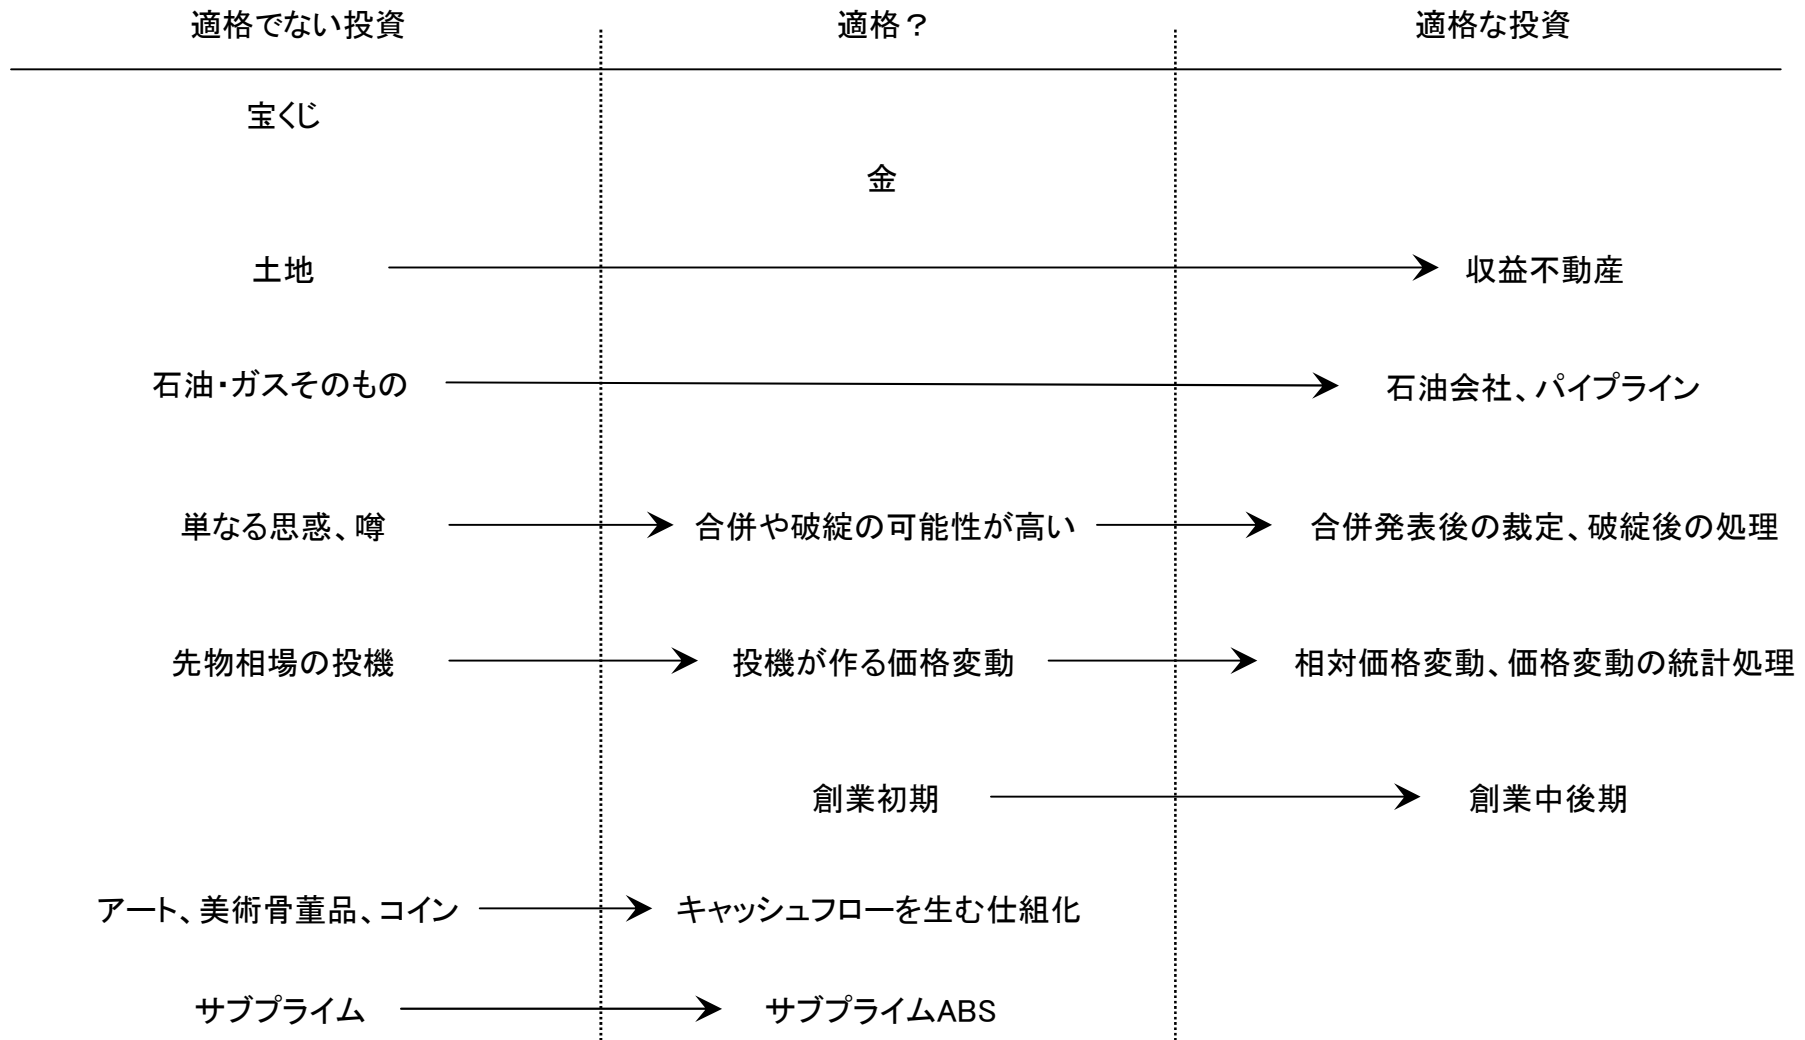 適格でない投資 適格？ 適格な投資
宝くじ
金
土地 収益不動産
石油・ガスそのもの 石油会社、パイプライン
単なる思惑、噂 合併や破綻の可能性が高い 合併発表後の裁定、破綻後の処理
先物相場の投機 投機が作る価格変動 相対価格変動、価格変動の統計処理
創業初期 創業中後期
アート、美術骨董品、コイン キャッシュフローを生む仕組化
サブプライム サブプライムABS